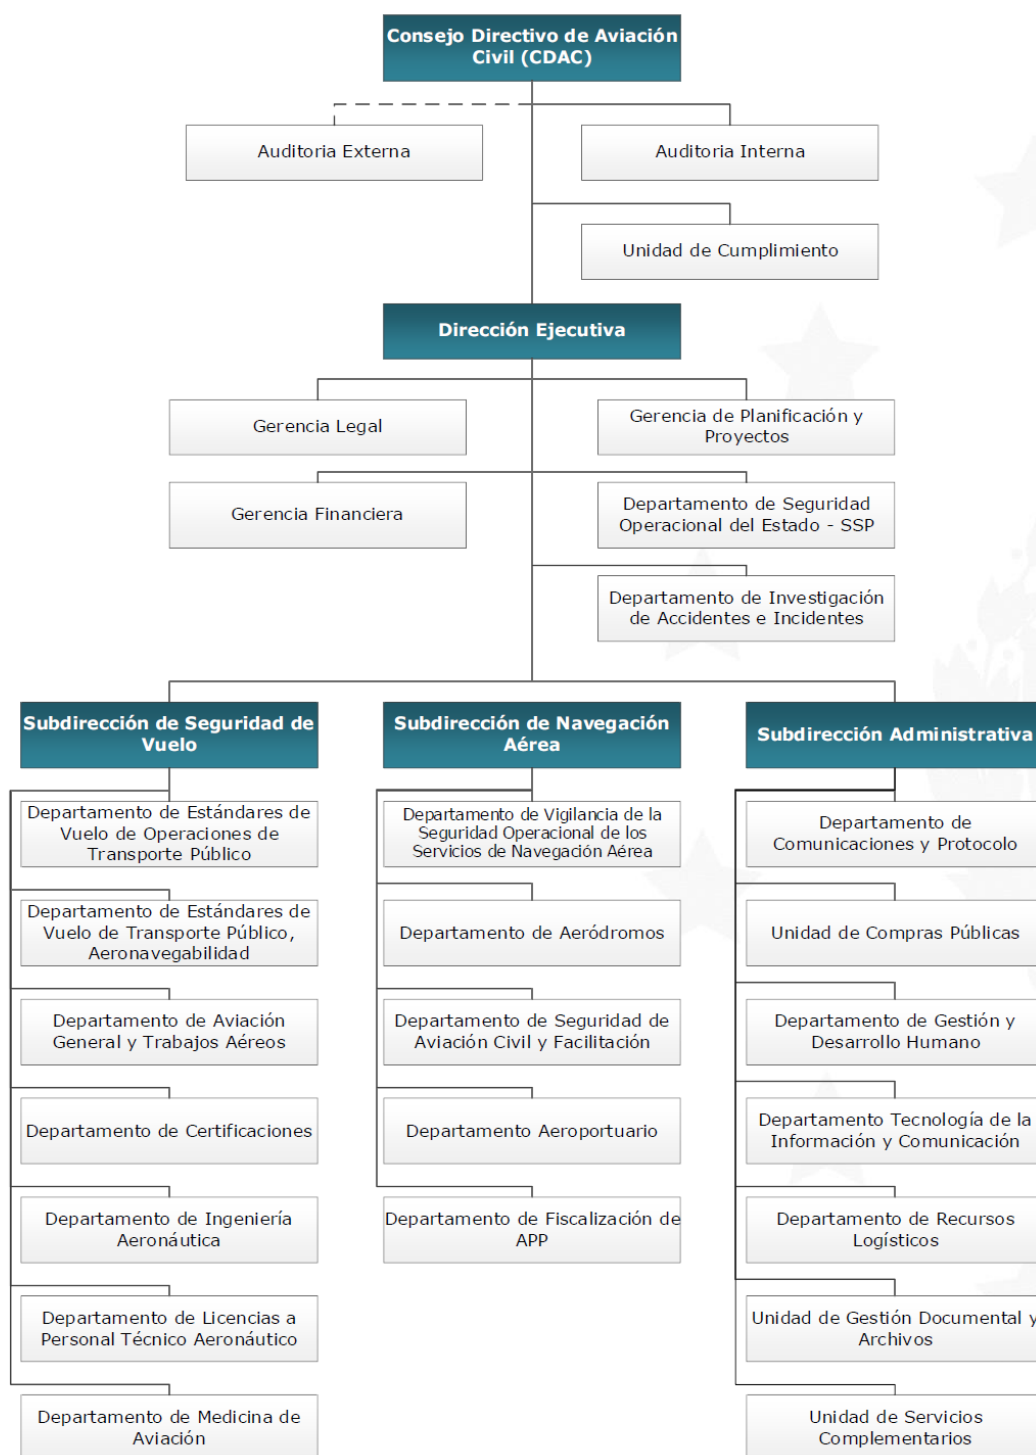 Consejo Directivo de Aviación
Civil (CDAC)
Auditoria Externa
Auditoria Interna
Unidad de Cumplimiento
Dirección Ejecutiva
Gerencia Legal
Gerencia de Planificación y
Proyectos
Gerencia Financiera
Departamento de Seguridad
Operacional del Estado - SSP
Departamento de Investigación
de Accidentes e Incidentes
Subdirección de Seguridad de
Vuelo
Departamento de Estándares de
Vuelo de Operaciones de
Transporte Público
Departamento de Estándares de
Vuelo de Transporte Público,
Aeronavegabilidad
Departamento de Aviación
General y Trabajos Aéreos
Departamento de Certificaciones
Departamento de Ingeniería
Aeronáutica
Departamento de Licencias a
Personal Técnico Aeronáutico
Departamento de Medicina de
Aviación
Subdirección de Navegación
Aérea
Departamento de Vigilancia de la
Seguridad Operacional de los
Servicios de Navegación Aérea
Departamento de Aeródromos
Departamento de Seguridad de
Aviación Civil y Facilitación
Departamento Aeroportuario
Departamento de Fiscalización de
APP
Subdirección Administrativa
Departamento de
Comunicaciones y Protocolo
Unidad de Compras Públicas
Departamento de Gestión y
Desarrollo Humano
Departamento Tecnología de la
Información y Comunicación
Departamento de Recursos
Logísticos
Unidad de Gestión Documental y
Archivos
Unidad de Servicios
Complementarios